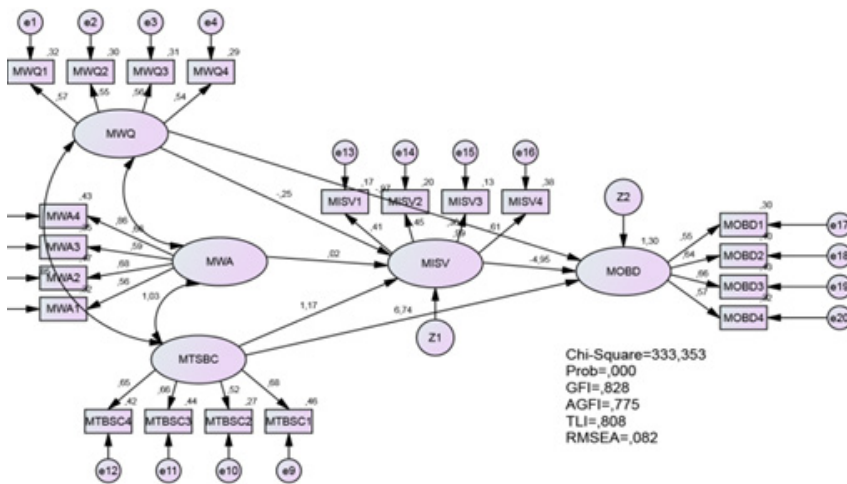 e1 e2 e3 e4
,32 ,30 ,31 ,29
MWQ1 MWQ2 MWQ3 MWQ4
,57 ,55 ,56 ,54
MWQ
e13 e14 e15 e16
,17 ,20 ,13 ,38
MISV1 MISV2 MISV3 MISV4
,41 ,45 ,61
-,25
Z2
,43
MWA4
MWA3
MWA2
MWA1
,59
,68
,56
MWA
,02
MISV
-4,95
1,30
MOBD
,30
MOBD1 e17
MOBD2 e18
MOBD3 e19
MOBD4 e20
,55
,64
,66
,57
1,03
1,17
6,74
Z1
MTSBC
,65 ,66 ,52 ,68
,42 ,44 ,27 ,46
MTBSC4 MTBSC3 MTBSC2 MTBSC1
e12 e11 e10 e9
Chi-Square=333,353
Prob=,000
GFI=,828
AGFI=,775
TLI=,808
RMSEA=,082